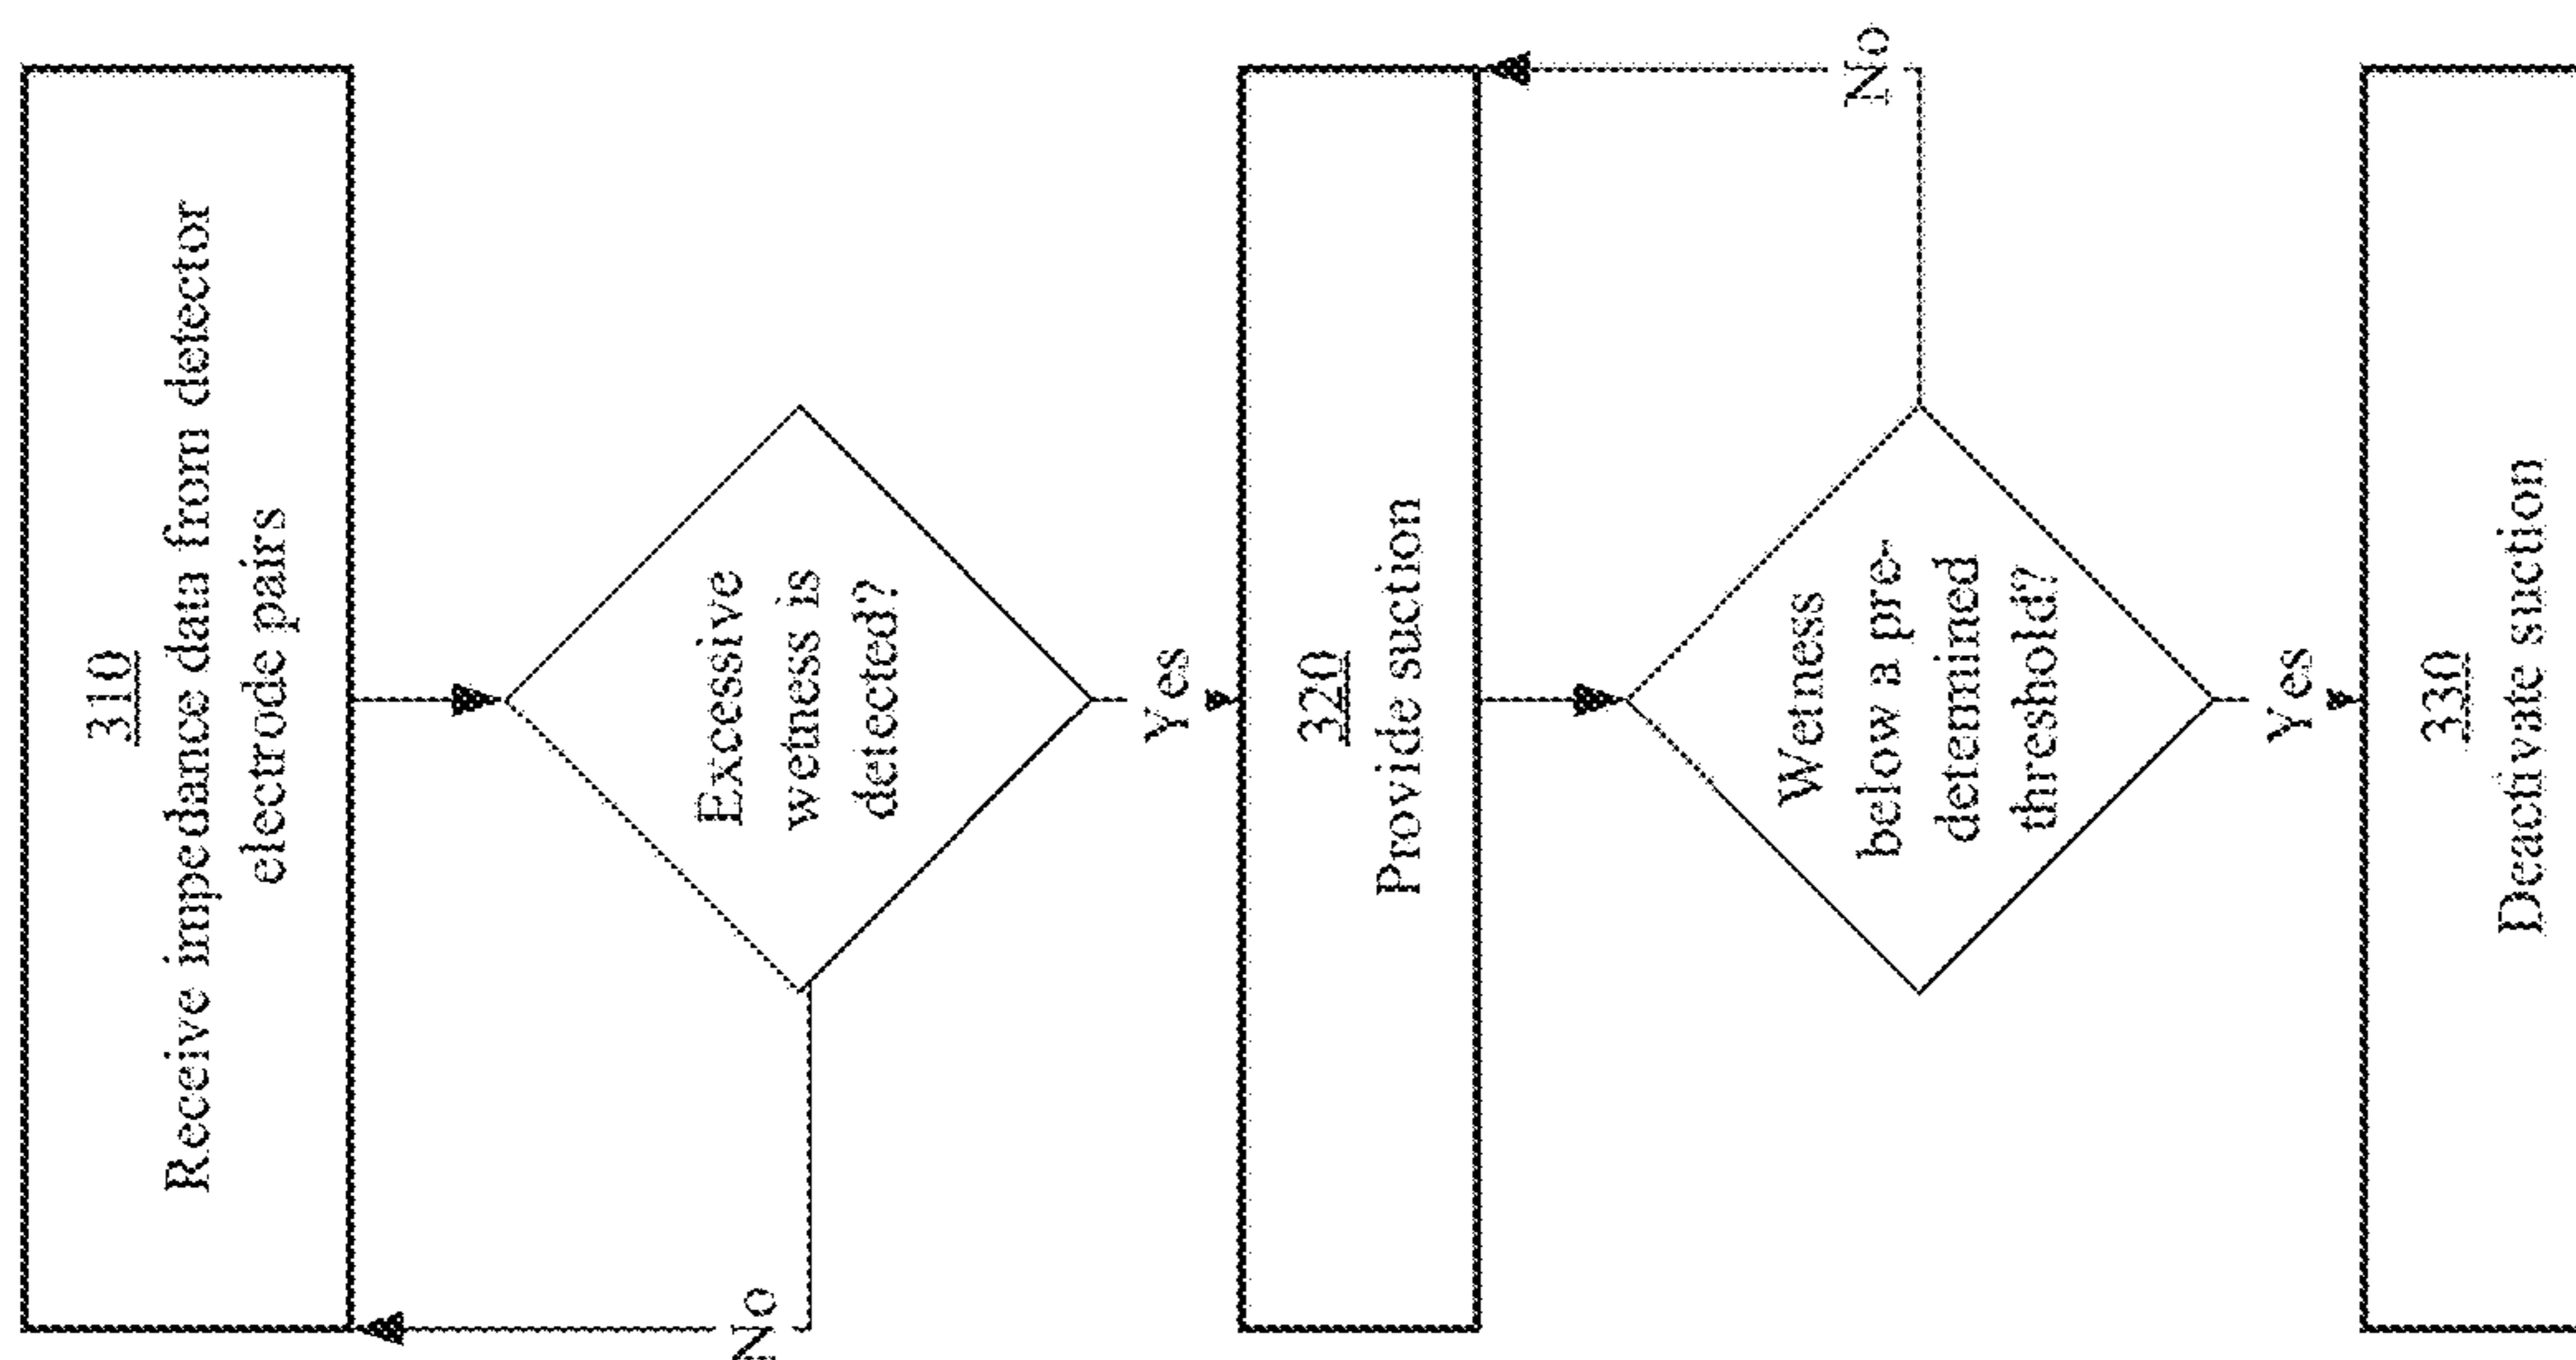 310
Receive impedance data from detector
electrode pairs
Excessive
wetness is
detected?
No
Yes
320
Provide suction
Wetness
below a pre-
determined
threshold?
No
Yes
330
Deactivate suction